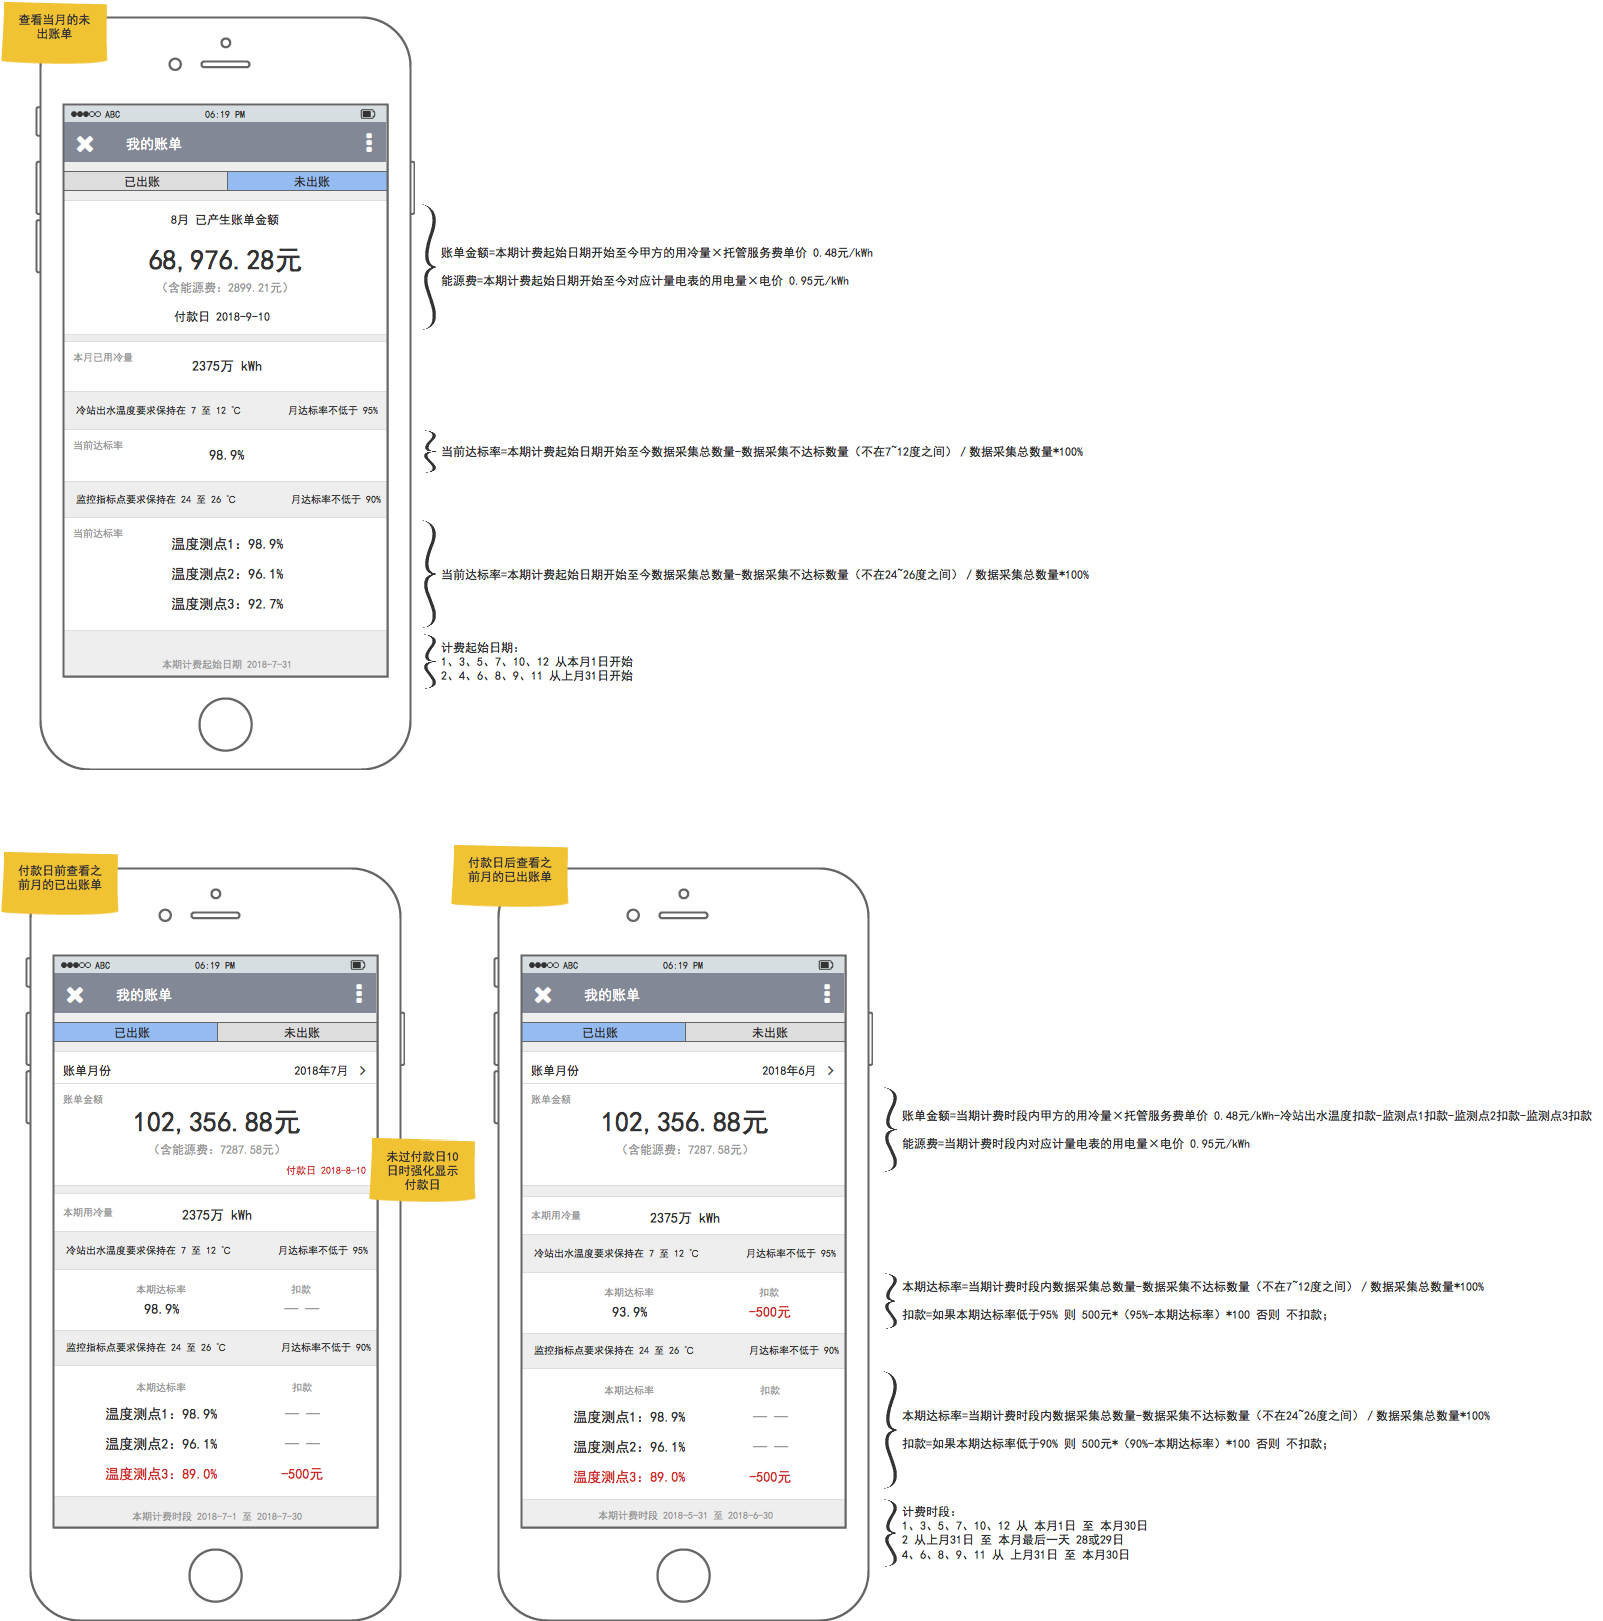 查看当月的未
出账单
ABC
06:19 PM
我的账单
已出账
未出账
8月 已产生账单金额
68,976.28元
（含能源费：2899.21元）
付款日 2018-9-10
本月已用冷量
2375万 kWh
冷站出水温度要求保持在 7 至 12 ℃
月达标率不低于 95%
当前达标率
98.9%
监控指标点要求保持在 24 至 26 ℃
月达标率不低于 90%
当前达标率
温度测点1：98.9%
温度测点2：96.1%
温度测点3：92.7%
本期计费起始日期 2018-7-31
账单金额=本期计费起始日期开始至今甲方的用冷量×托管服务费单价 0.48元/kWh
能源费=本期计费起始日期开始至今对应计量电表的用电量×电价 0.95元/kWh
当前达标率=本期计费起始日期开始至今数据采集总数量-数据采集不达标数量（不在7~12度之间）/数据采集总数量*100%
当前达标率=本期计费起始日期开始至今数据采集总数量-数据采集不达标数量（不在24~26度之间）/数据采集总数量*100%
计费起始日期：
1、3、5、7、10、12 从本月1日开始
2、4、6、8、9、11 从上月31日开始
付款日前查看之
前月的已出账单
ABC
06:19 PM
我的账单
已出账
未出账
账单月份
2018年7月
账单金额
102,356.88元
（含能源费：7287.58元）
付款日 2018-8-10
未过付款日10
日时强化显示
付款日
本期用冷量
2375万 kWh
冷站出水温度要求保持在 7 至 12 ℃
月达标率不低于 95%
本期达标率
扣款
98.9%
—— ——
监控指标点要求保持在 24 至 26 ℃
月达标率不低于 90%
本期达标率
扣款
温度测点1：98.9%
—— ——
温度测点2：96.1%
—— ——
温度测点3：89.0%
-500元
本期计费时段 2018-7-1 至 2018-7-30
付款日后查看之
前月的已出账单
ABC
06:19 PM
我的账单
已出账
未出账
账单月份
2018年6月
账单金额
102,356.88元
（含能源费：7287.58元）
本期用冷量
2375万 kWh
冷站出水温度要求保持在 7 至 12 ℃
月达标率不低于 95%
本期达标率
扣款
93.9%
-500元
监控指标点要求保持在 24 至 26 ℃
月达标率不低于 90%
本期达标率
扣款
温度测点1：98.9%
—— ——
温度测点2：96.1%
—— ——
温度测点3：89.0%
-500元
本期计费时段 2018-5-31 至 2018-6-30
账单金额=当期计费时段内甲方的用冷量×托管服务费单价 0.48元/kWh-冷站出水温度扣款-监测点1扣款-监测点2扣款-监测点3扣款
能源费=当期计费时段内对应计量电表的用电量×电价 0.95元/kWh
本期达标率=当期计费时段内数据采集总数量-数据采集不达标数量（不在7~12度之间）/数据采集总数量*100%
扣款=如果本期达标率低于95% 则 500元*（95%-本期达标率）*100 否则 不扣款；
本期达标率=当期计费时段内数据采集总数量-数据采集不达标数量（不在24~26度之间）/数据采集总数量*100%
扣款=如果本期达标率低于90% 则 500元*（90%-本期达标率）*100 否则 不扣款；
计费时段：
1、3、5、7、10、12 从 本月1日 至 本月30日
2 从上月31日 至 本月最后一天 28或29日
4、6、8、9、11 从 上月31日 至 本月30日